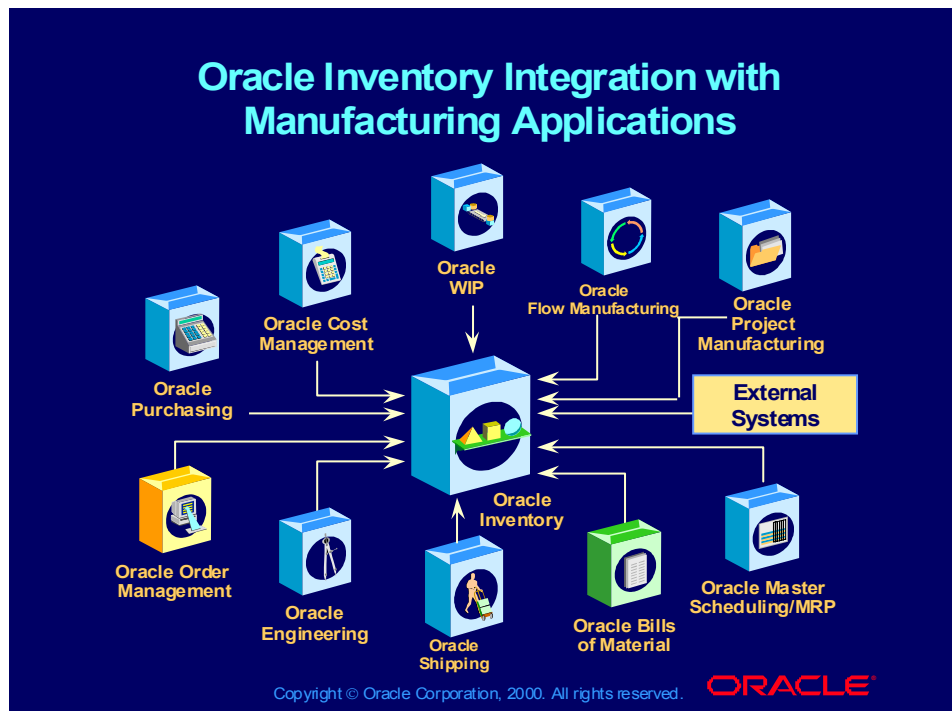 Oracle Inventory Integration with
Manufacturing Applications
Oracle
WIP
Oracle
Flow Manufacturing
Oracle
Project
Manufacturing
Oracle Cost
Management
Oracle
Purchasing
External
Systems
Oracle
Inventory
Oracle Order
Management
Oracle
Engineering
Oracle
Shipping
Oracle Bills
of Material
Oracle Master
Scheduling/MRP
Copyright © Oracle Corporation, 2000. All rights reserved.
ORACLE®